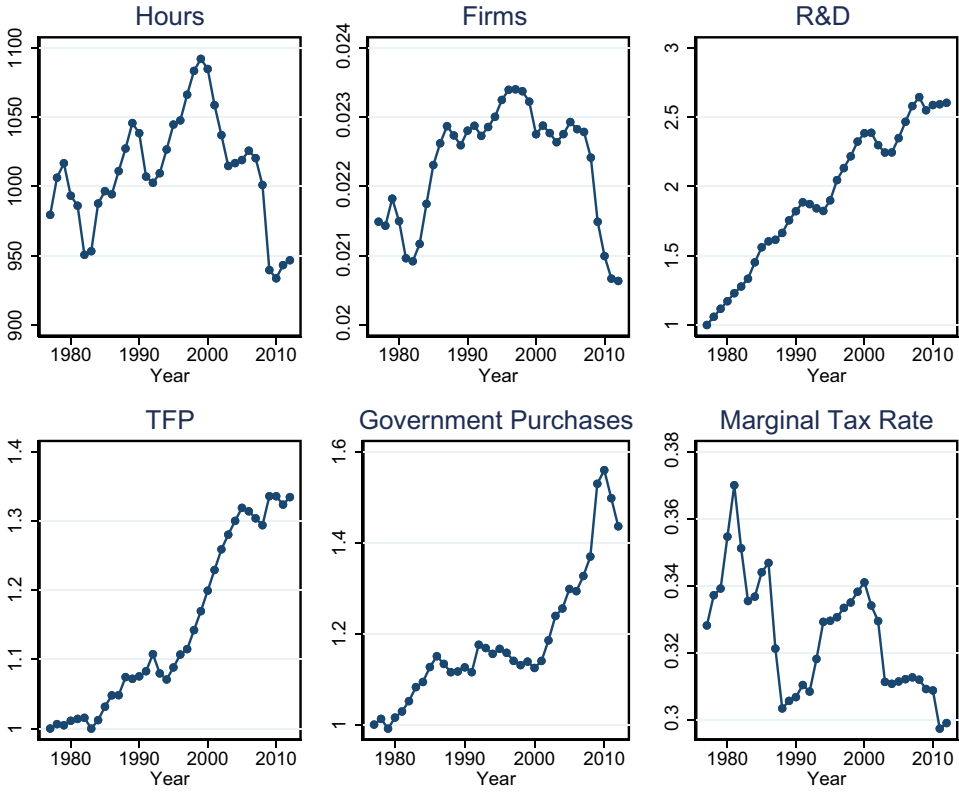 Hours
1100
1050
1000
950
900
1980 1990 2000 2010
Year
Firms
0.024
0.023
0.022
0.021
0.02
1980 1990 2000 2010
Year
R&D
3
2.5
2
1.5
1
1980 1990 2000 2010
Year
TFP
1.4
1.3
1.2
1.1
1
1980 1990 2000 2010
Year
Government Purchases
1.6
1.4
1.2
1
1980 1990 2000 2010
Year
Marginal Tax Rate
0.38
0.36
0.34
0.32
0.3
1980 1990 2000 2010
Year